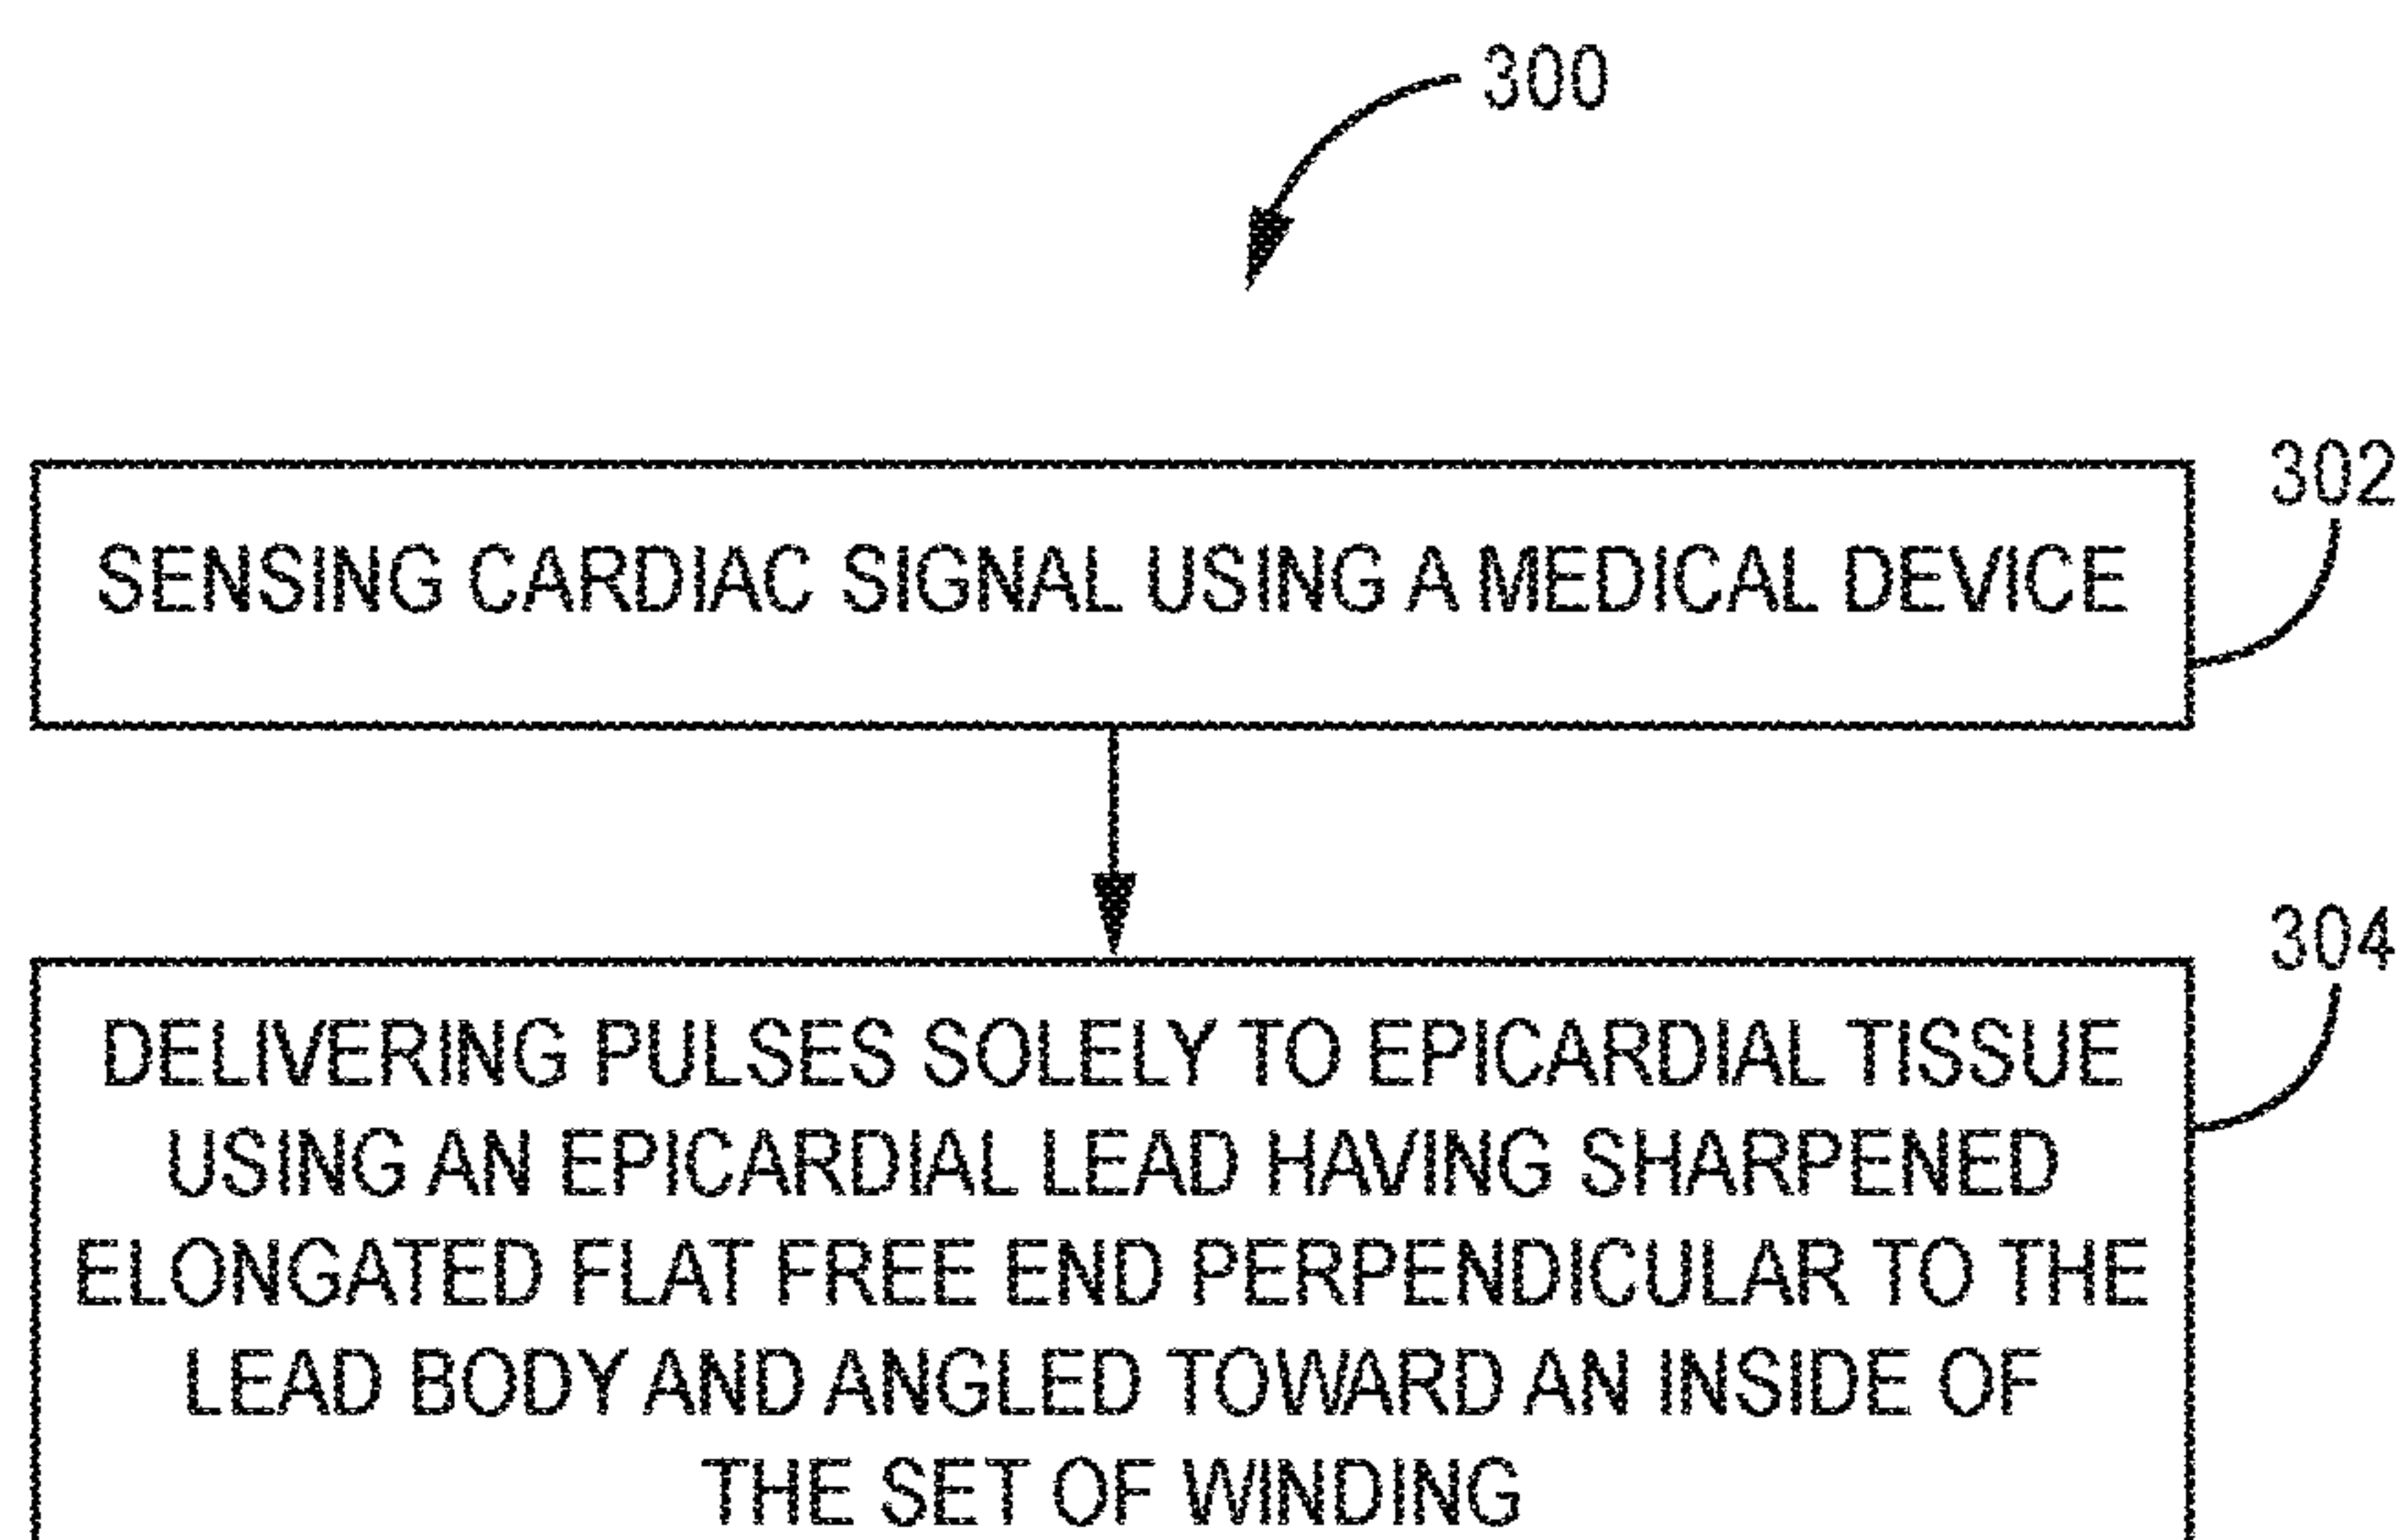 300
302
SENSING CARDIAC SIGNAL USING A MEDICAL DEVICE
304
DELIVERING PULSES SOLELY TO EPICARDIAL TISSUE
USING AN EPICARDIAL LEAD HAVING SHARPENED
ELONGATED FLAT FREE END PERPENDICULAR TO THE
LEAD BODY AND ANGLED TOWARD AN INSIDE OF
THE SET OF WINDING